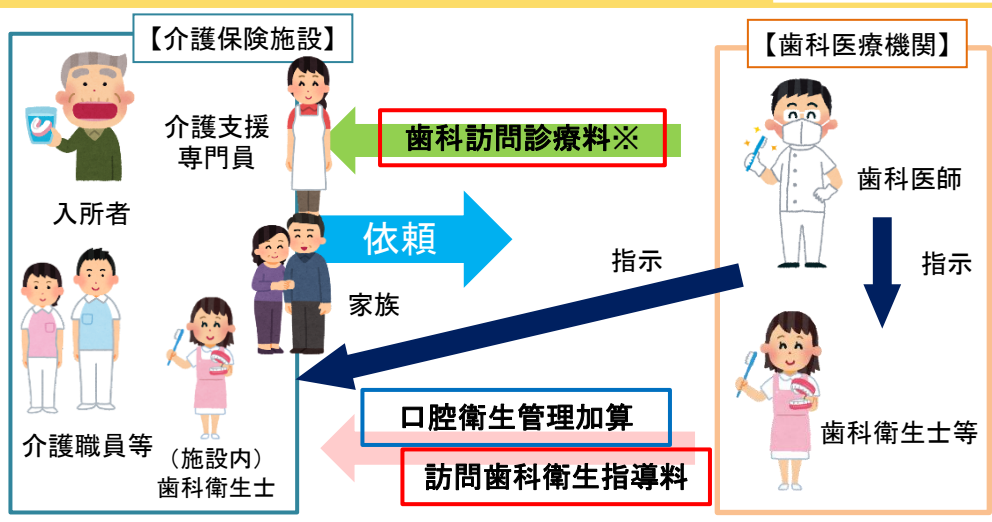 【介護保険施設】
【歯科医療機関】
介護支援
専門員
歯科訪問診療料※
歯科医師
入所者
依頼
指示
指示
家族
口腔衛生管理加算
訪問歯科衛生指導料
介護職員等
（施設内）
歯科衛生士
歯科衛生士等